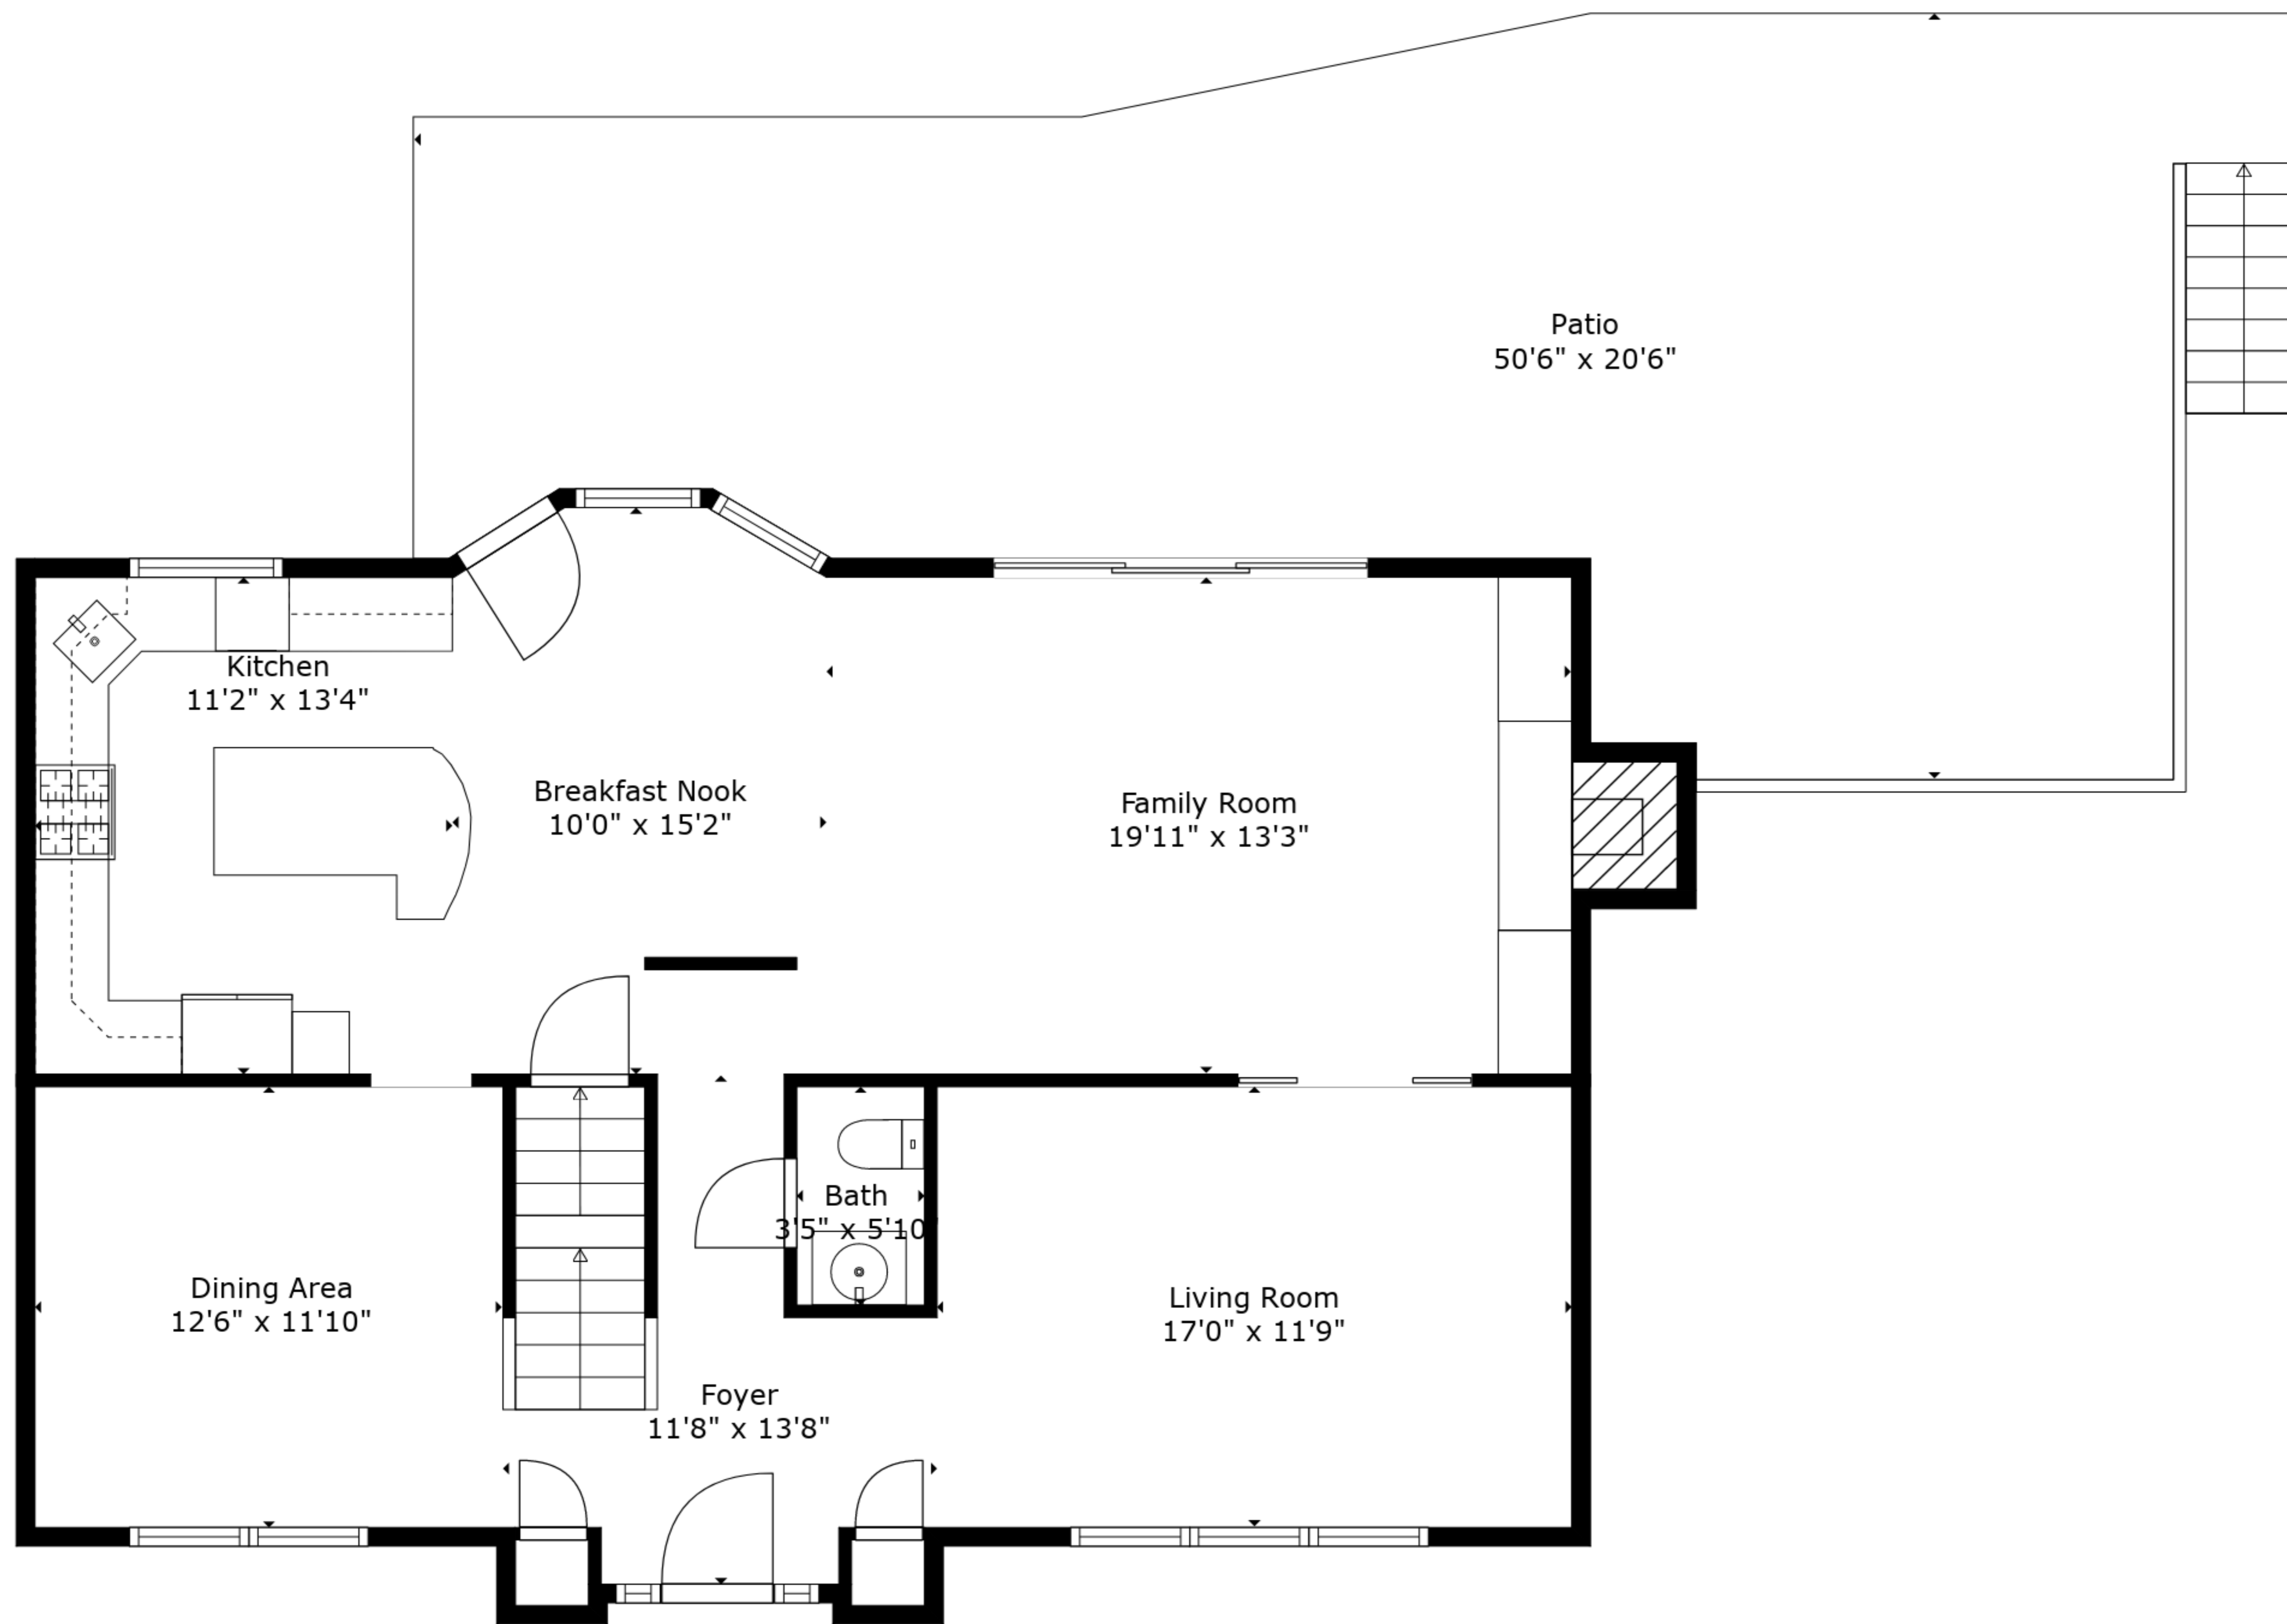 Patio
50'6" x 20'6"
Kitchen
11'2" x 13'4"
Breakfast Nook
10'0" x 15'2"
Family Room
19'11" x 13'3"
Bath
3'5" x 5'10"
Dining Area
12'6" x 11'10"
Living Room
17'0" x 11'9"
Foyer
11'8" x 13'8"